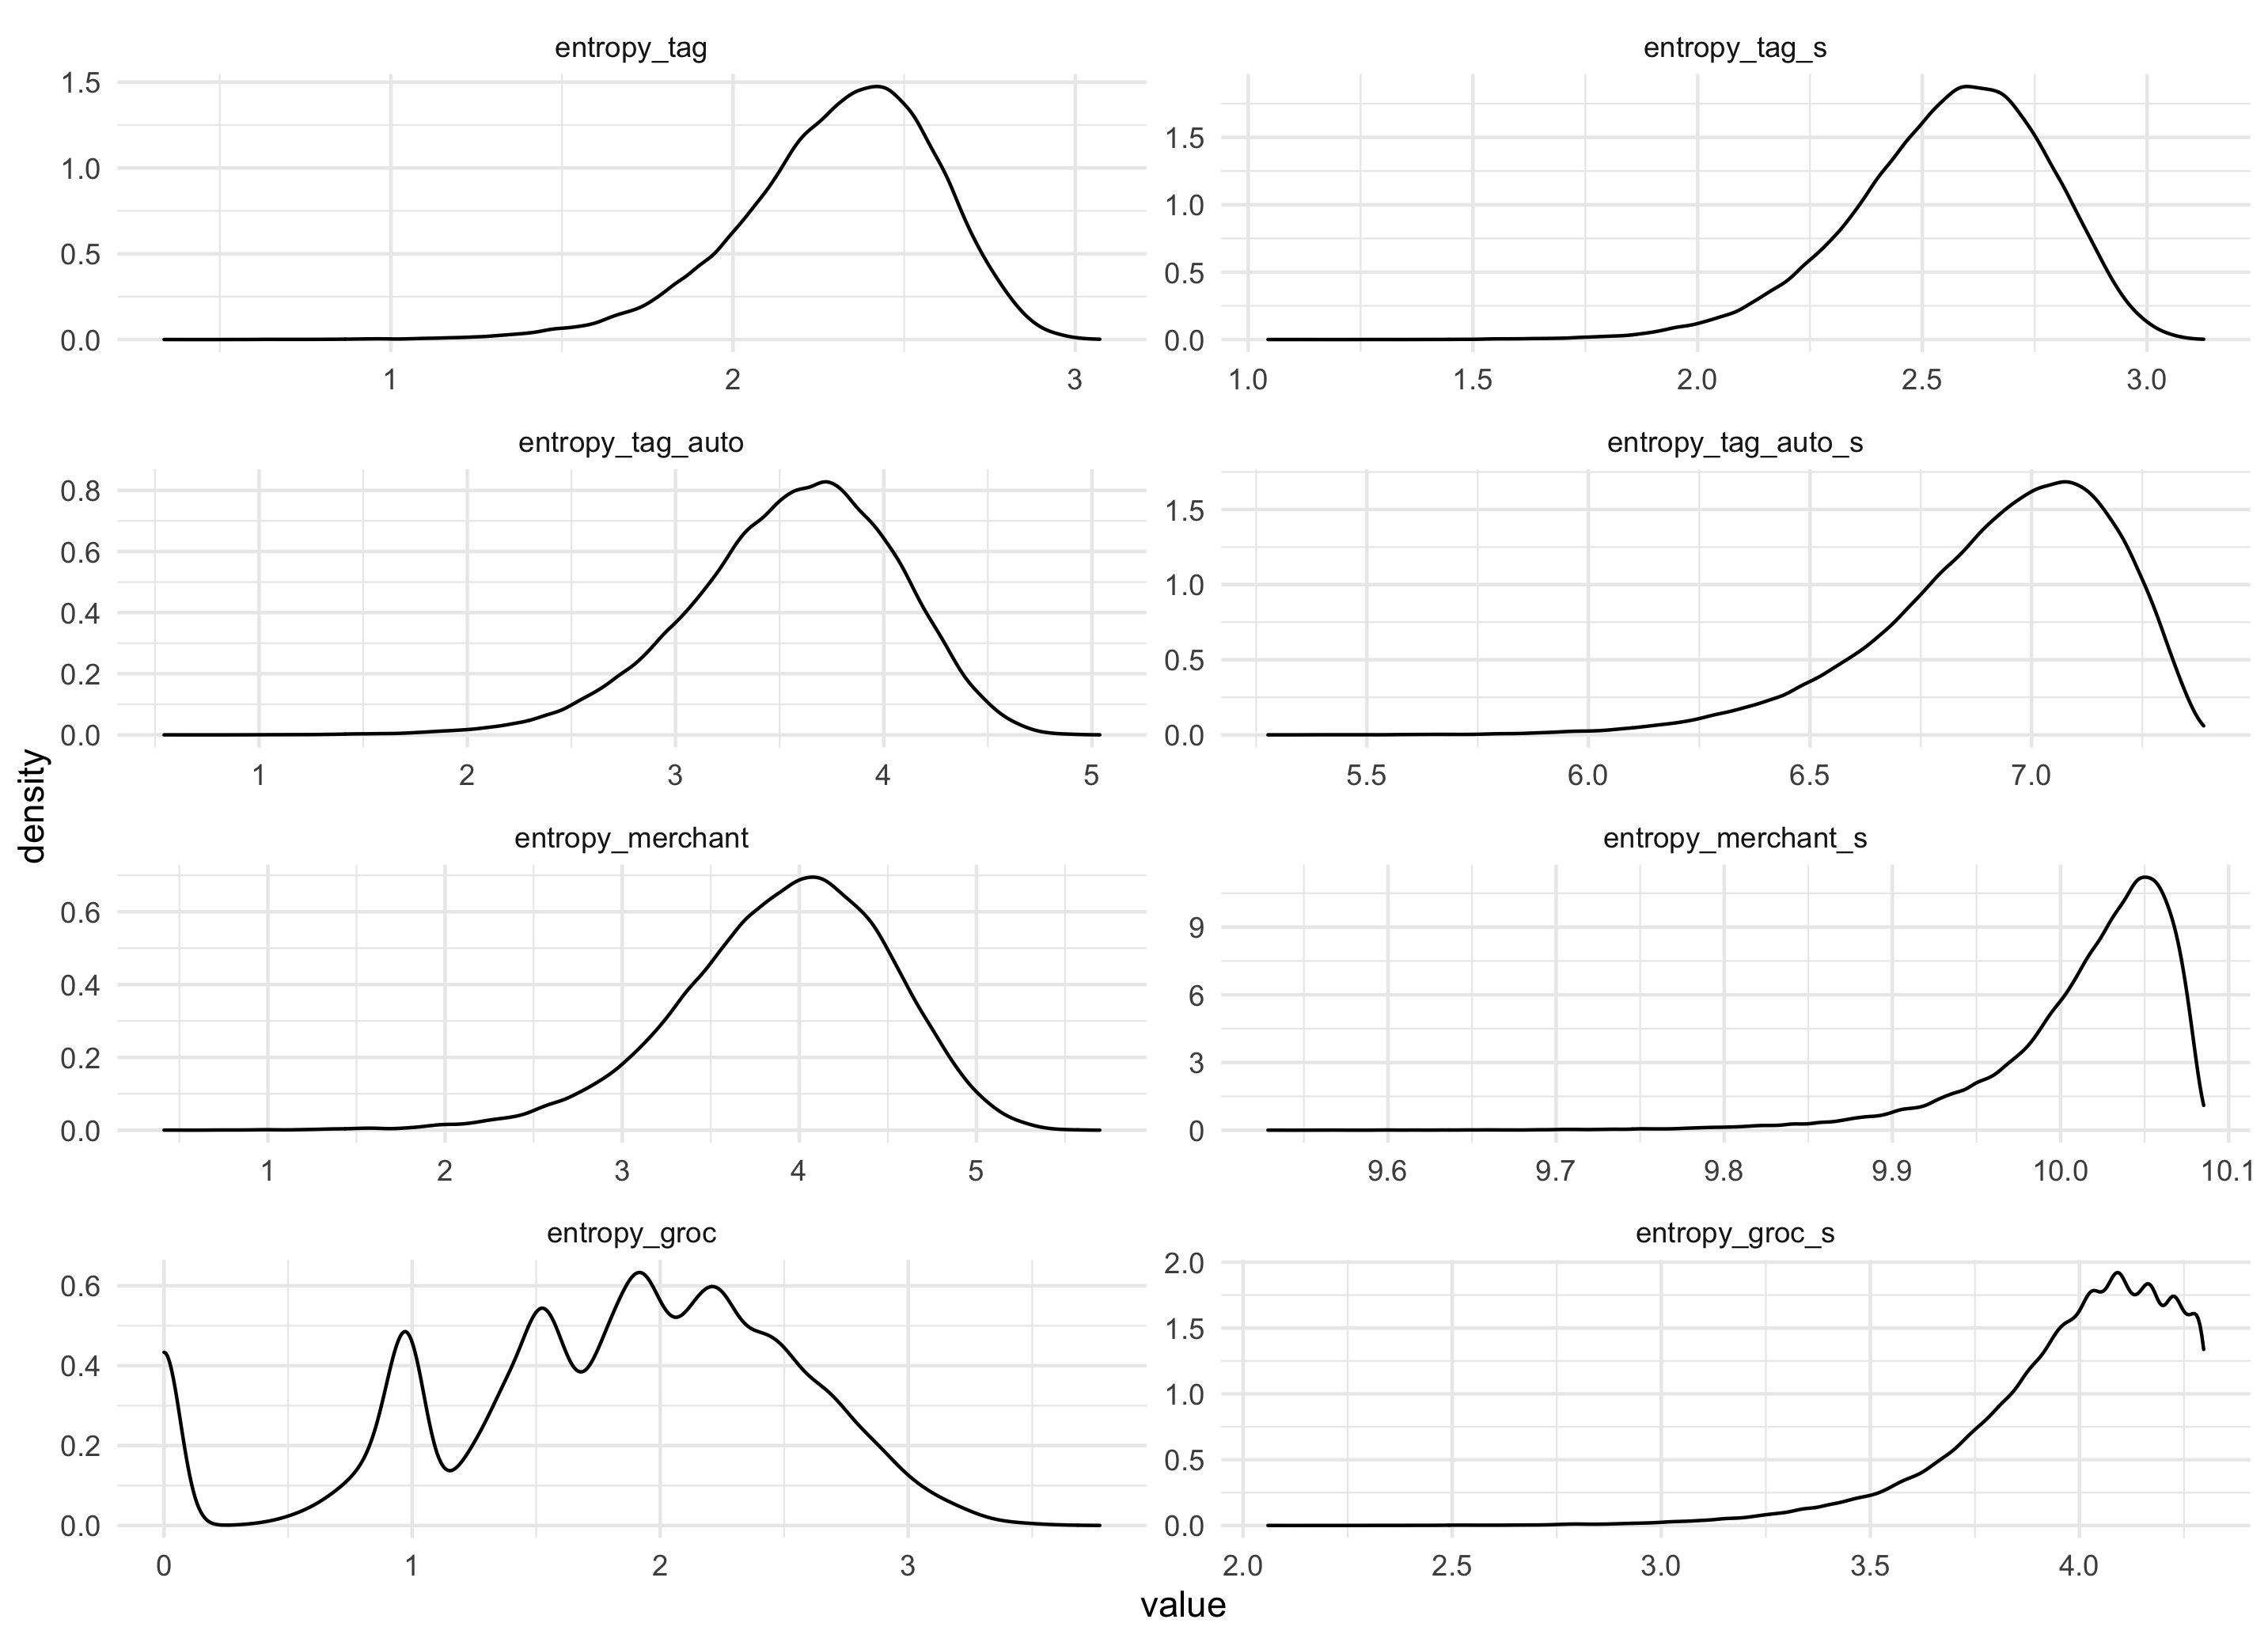 entropy_tag
1.5
1.0
0.5
0.0
1 2 3
entropy_tag_s
1.5
1.0
0.5
0.0
1.0 1.5 2.0 2.5 3.0
entropy_tag_auto
0.8
0.6
0.4
0.2
0.0
1 2 3 4 5
entropy_tag_auto_s
1.5
1.0
0.5
0.0
5.5 6.0 6.5 7.0
density
entropy_merchant
0.6
0.4
0.2
0.0
1 2 3 4 5
entropy_merchant_s
9
6
3
0
9.6 9.7 9.8 9.9 10.0 10.1
entropy_groc
0.6
0.4
0.2
0.0
0 1 2 3
entropy_groc_s
2.0
1.5
1.0
0.5
0.0
2.0 2.5 3.0 3.5 4.0
value